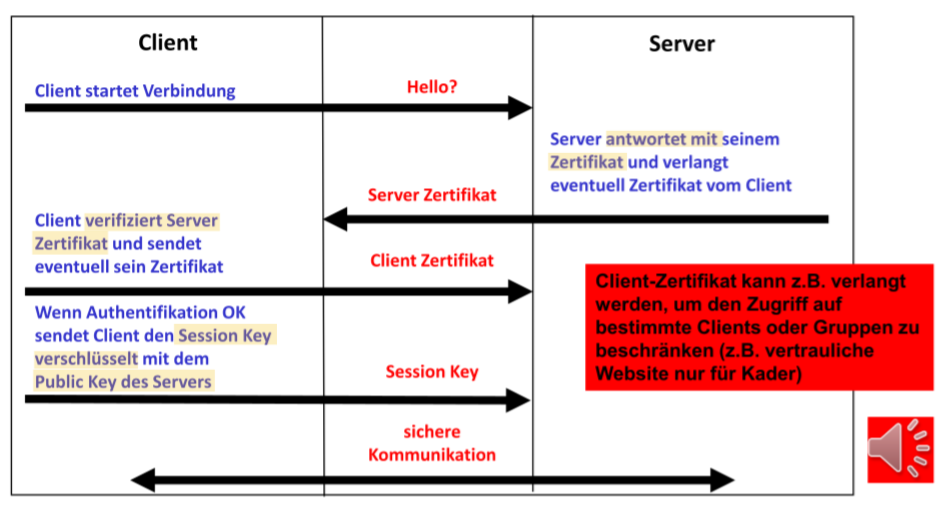 Client
Server
Client startet Verbindung
Hello?
Server antwortet mit seinem
Zertifikat und verlangt
eventuell Zertifikat vom Client
Server Zertifikat
Client verifiziert Server
Zertifikat und sendet
eventuell sein Zertifikat
Client Zertifikat
Client-Zertifikat kann z.B. verlangt
werden, um den Zugriff auf
bestimmte Clients oder Gruppen zu
beschränken (z.B. vertrauliche
Website nur für Kader)
Wenn Authentifikation OK
sendet Client den Session Key
verschlüsselt mit dem
Public Key des Servers
Session Key
sichere
Kommunikation